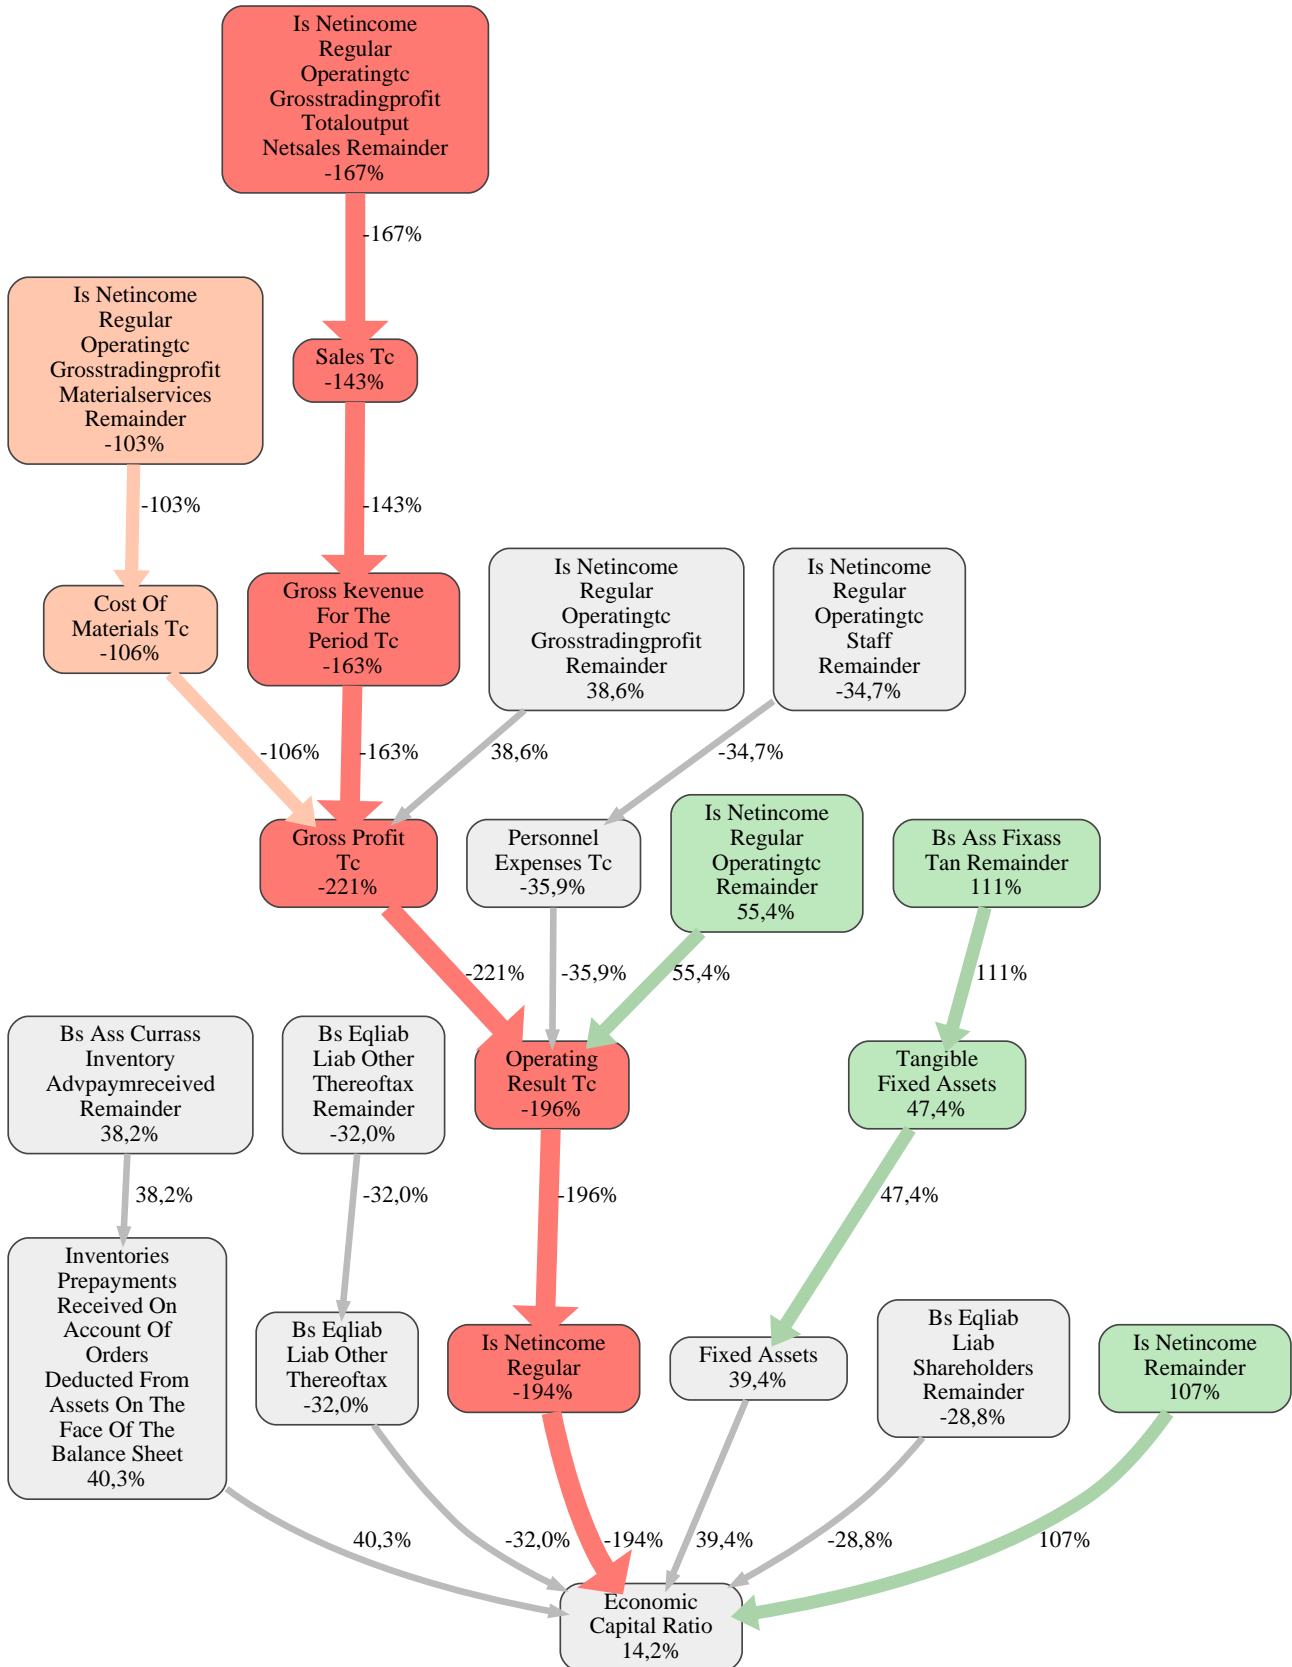 Is Netincome
Regular
Operatingtc
Grosstradingprofit
Totaloutput
Netsales Remainder
-167%
-167%
Is Netincome
Regular
Operatingtc
Grosstradingprofit
Materialservices
Remainder
-103%
Sales Tc
-143%
-103%
-143%
Cost Of
Materials Tc
-106%
Gross Revenue
For The
Period Tc
-163%
Is Netincome
Regular
Operatingtc
Grosstradingprofit
Remainder
38,6%
Is Netincome
Regular
Operatingtc
Staff
Remainder
-34,7%
-106%
-163%
38,6%
-34,7%
Gross Profit
Tc
-221%
Personnel
Expenses Tc
-35,9%
Is Netincome
Regular
Operatingtc
Remainder
55,4%
Bs Ass Fixass
Tan Remainder
111%
-221%
-35,9%
55,4%
111%
Bs Ass Currass
Inventory
Advpaymreceived
Remainder
38,2%
Bs Eqliab
Liab Other
Thereoftax
Remainder
-32,0%
Operating
Result Tc
-196%
Tangible
Fixed Assets
47,4%
38,2%
-32,0%
-196%
47,4%
Inventories
Prepayments
Received On
Account Of
Orders
Deducted From
Assets On The
Face Of The
Balance Sheet
40,3%
Bs Eqliab
Liab Other
Thereoftax
-32,0%
Is Netincome
Regular
-194%
Fixed Assets
39,4%
Bs Eqliab
Liab
Shareholders
Remainder
-28,8%
Is Netincome
Remainder
107%
40,3%
-32,0%
-194%
39,4%
-28,8%
107%
Economic
Capital Ratio
14,2%